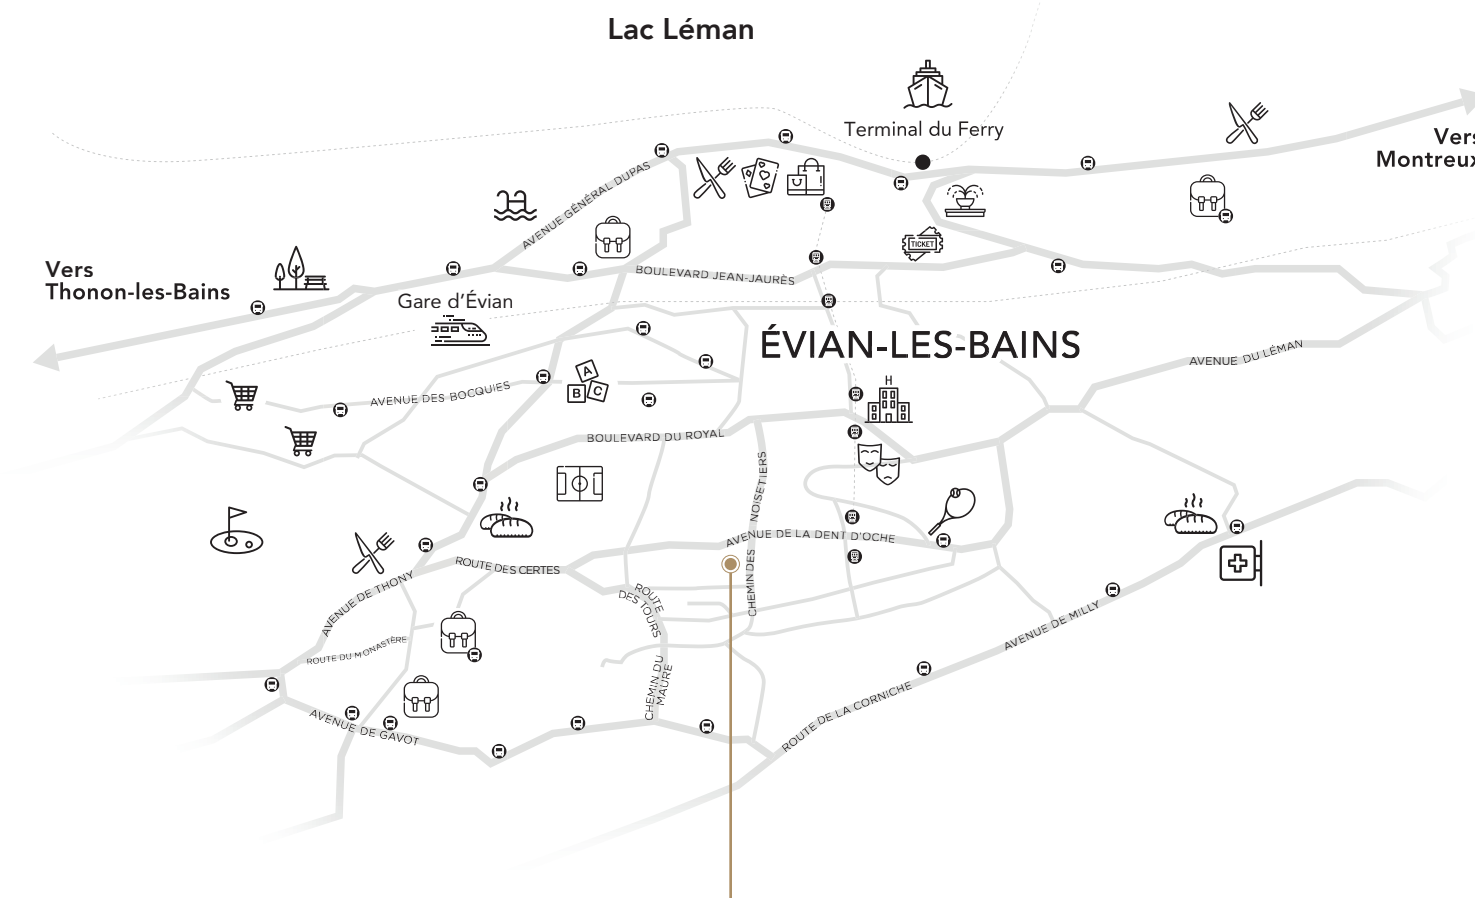 Lac Léman
Terminal du Ferry
Vers
Montreux
AVENUE GÉNÉRAL DUPAS
TICKET
Vers
Thonon-les-Bains
BOULEVARD JEAN-JAURÈS
Gare d'Évian
ÉVIAN-LES-BAINS
AVENUE DU LÉMAN
A
B
C
H
AVENUE DES BOCQUIES
BOULEVARD DU ROYAL
CHEMIN DES NOISETIERS
AVENUE DE LA DENT D'OCHE
ROUTE DES CERTES
AVENUE DE THONY
ROUTE
DES TOURS
ROUTE DU MONASTÈRE
AVENUE DE MILLY
CHEMIN DU
MAURE
ROUTE DE LA CORNICHE
AVENUE DE GAVOT